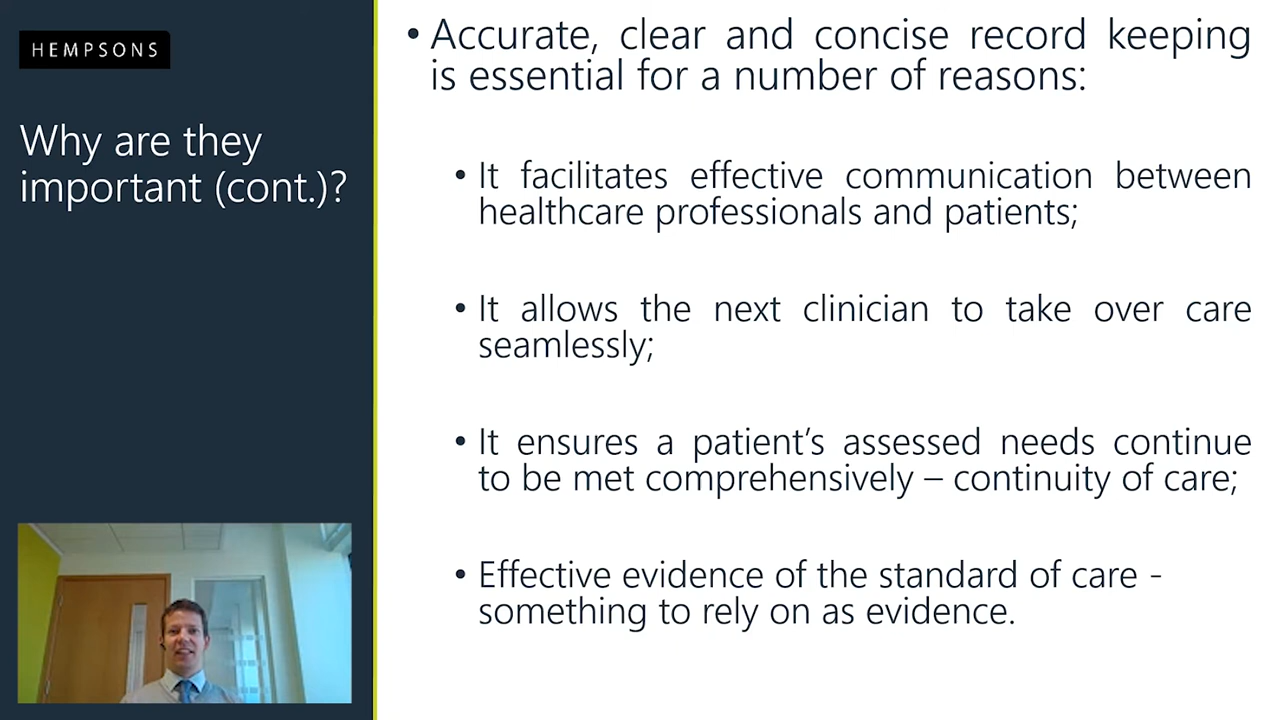 HEMPSONS
Why are they
important (cont.)?
• Accurate, clear and concise record keeping
is essential for a number of reasons:
• It facilitates effective communication between
healthcare professionals and patients;
• It allows the next clinician to take over care
seamlessly;
• It ensures a patient’s assessed needs continue
to be met comprehensively – continuity of care;
• Effective evidence of the standard of care -
something to rely on as evidence.